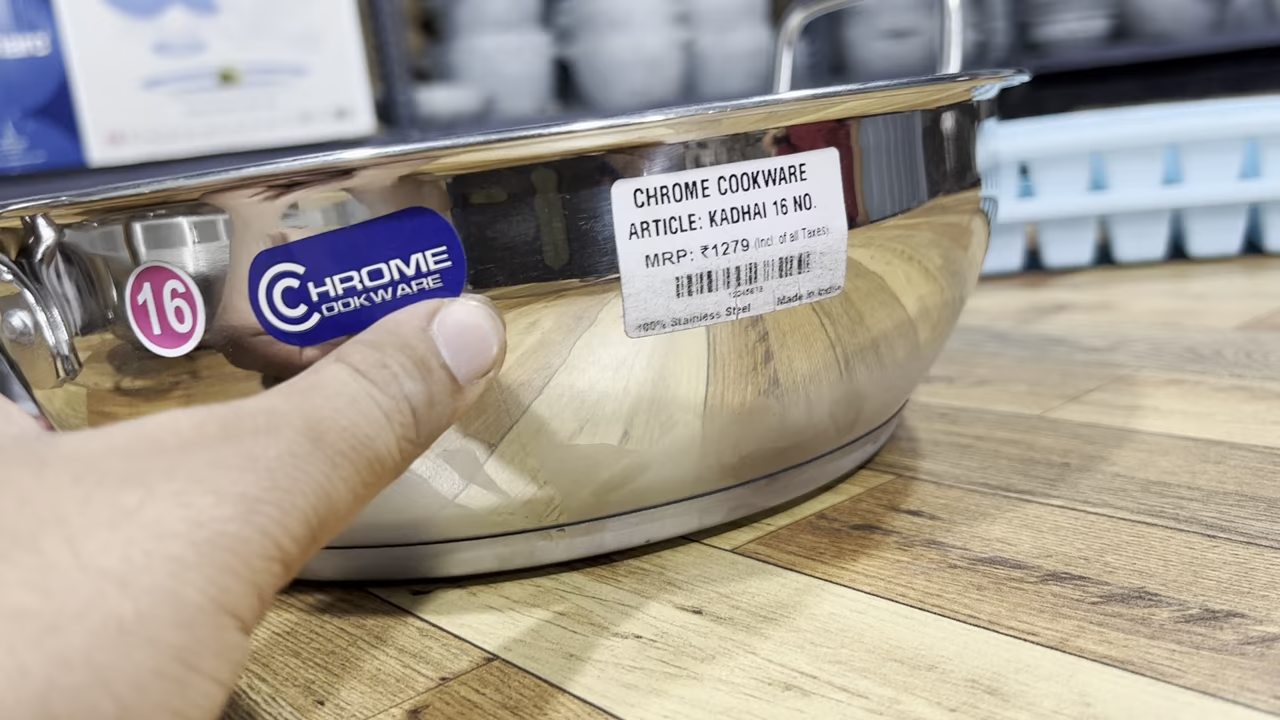 16
CHROME
COOKWARE
CHROME COOKWARE
ARTICLE: KADHAI 16 NO.
MRP: ₹1279 (Incl. of all Taxes)
100% Stainless Steel Made in India